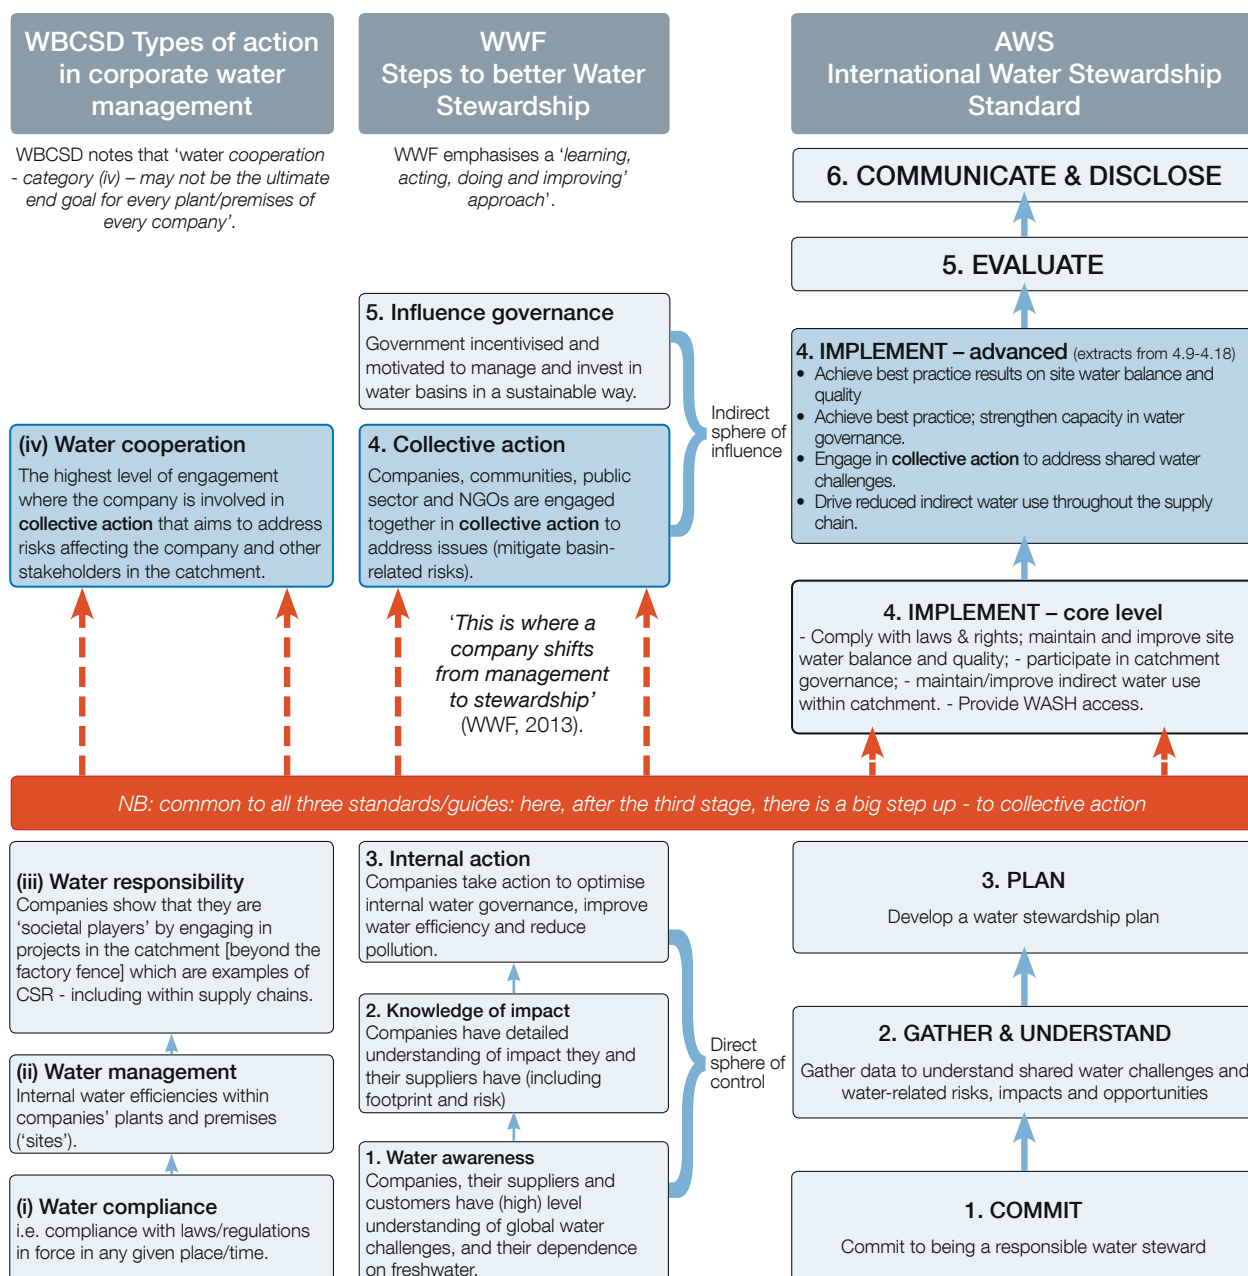 WBCSD Types of action
in corporate water
management
WBCSD notes that ‘water cooperation
- category (iv) – may not be the ultimate
end goal for every plant/premises of
every company’.
(iv) Water cooperation
The highest level of engagement
where the company is involved in
collective action that aims to address
risks affecting the company and other
stakeholders in the catchment.
WWF
Steps to better Water
Stewardship
WWF emphasises a ‘learning,
acting, doing and improving’
approach’.
5. Influence governance
Government incentivised and
motivated to manage and invest in
water basins in a sustainable way.
4. Collective action
Companies, communities, public
sector and NGOs are engaged
together in collective action to
address issues (mitigate basin-
related risks).
Indirect
sphere of
influence
‘This is where a
company shifts
from management
to stewardship’
(WWF, 2013).
AWS
International Water Stewardship
Standard
6. COMMUNICATE & DISCLOSE
5. EVALUATE
4. IMPLEMENT – advanced (extracts from 4.9-4.18)
• Achieve best practice results on site water balance and
quality
• Achieve best practice; strengthen capacity in water
governance.
• Engage in collective action to address shared water
challenges.
• Drive reduced indirect water use throughout the supply
chain.
4. IMPLEMENT – core level
- Comply with laws & rights; maintain and improve site
water balance and quality; - participate in catchment
governance; - maintain/improve indirect water use
within catchment. - Provide WASH access.
NB: common to all three standards/guides: here, after the third stage, there is a big step up - to collective action
(iii) Water responsibility
Companies show that they are
‘societal players’ by engaging in
projects in the catchment [beyond the
factory fence] which are examples of
CSR - including within supply chains.
(ii) Water management
Internal water efficiencies within
companies’ plants and premises
(‘sites’).
(i) Water compliance
i.e. compliance with laws/regulations
in force in any given place/time.
3. Internal action
Companies take action to optimise
internal water governance, improve
water efficiency and reduce
pollution.
2. Knowledge of impact
Companies have detailed
understanding of impact they and
their suppliers have (including
footprint and risk)
1. Water awareness
Companies, their suppliers and
customers have (high) level
understanding of global water
challenges, and their dependence
on freshwater.
Direct
sphere of
control
3. PLAN
Develop a water stewardship plan
2. GATHER & UNDERSTAND
Gather data to understand shared water challenges and
water-related risks, impacts and opportunities
1. COMMIT
Commit to being a responsible water steward